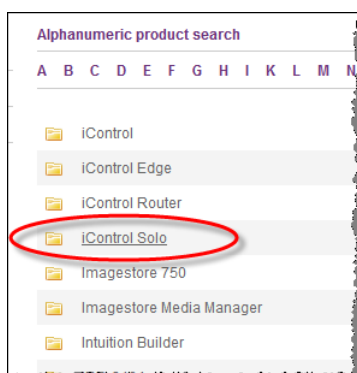 Alphanumeric product search
A B C D E F G H I K L M N
iControl
iControl Edge
iControl Router
iControl Solo
Imagestore 750
Imagestore Media Manager
Intuition Builder